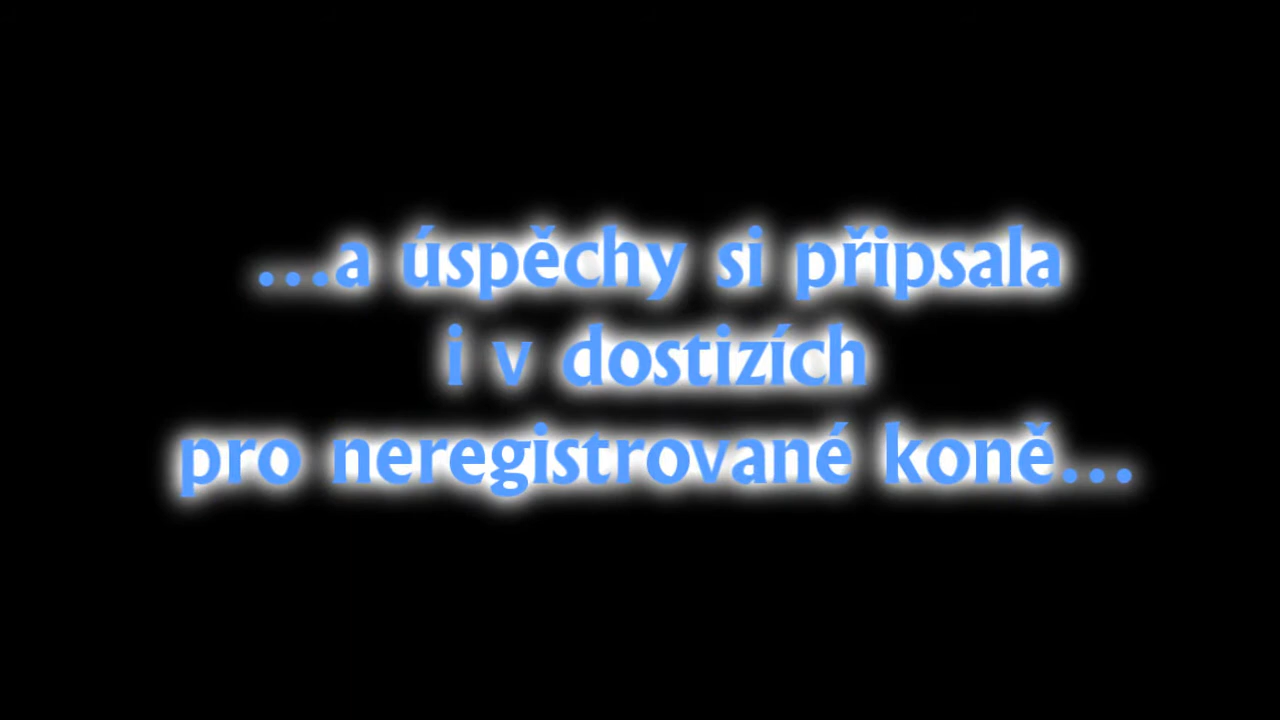 ...a úspěchy si připsala
i v dostizích
pro neregistrované koně...